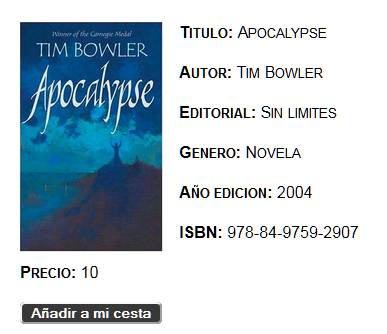 Winner of the Carnegie Medal
TIM BOWLER
Apocalypse
TITULO: APOCALYPSE
AUTOR: TIM BOWLER
EDITORIAL: SIN LIMITES
GENERO: NOVELA
AÑO EDICION: 2004
ISBN: 978-84-9759-2907
PRECIO: 10
Añadir a mi cesta